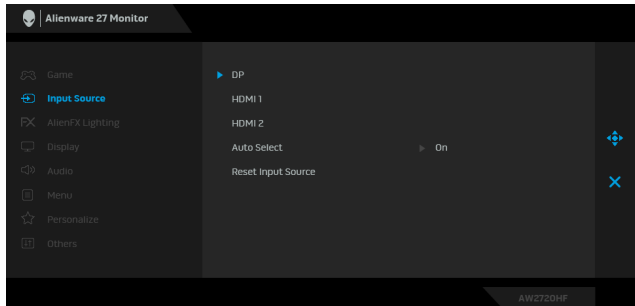 Alienware 27 Monitor
Game
Input Source
AlienFX Lighting
Display
Audio
Menu
Personalize
Others
DP
HDMI 1
HDMI 2
Auto Select On
Reset Input Source
AW2720HF